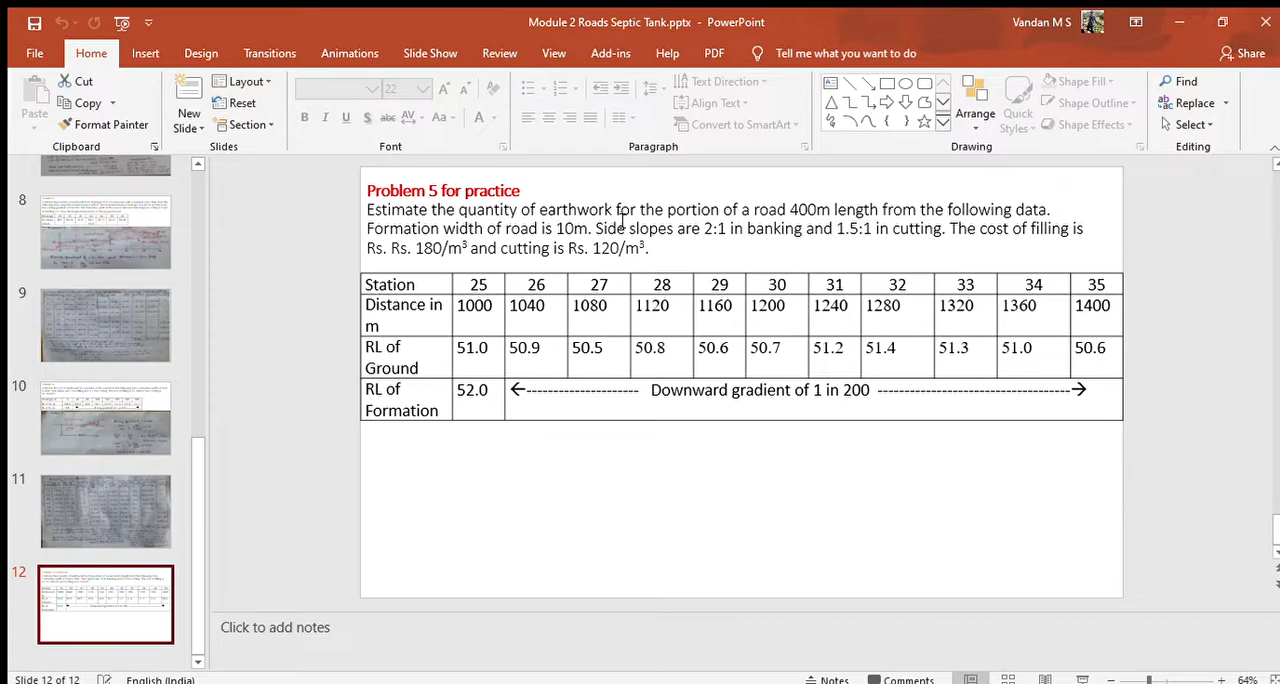 Module 2 Roads Septic Tank.pptx - PowerPoint
Vandan M S
File Home Insert Design Transitions Animations Slide Show Review View Add-ins Help PDF Tell me what you want to do Share
Paste
Cut
Copy
Format Painter
Clipboard
New Slide
Layout
Reset
Section
Slides
22
B I U S abc AV Aa A
Font
Text Direction
Align Text
Convert to SmartArt
Paragraph
Arrange
Quick Styles
Shape Fill
Shape Outline
Shape Effects
Drawing
Find
Replace
Select
Editing
8
9
10
11
12
Problem 5 for practice
Estimate the quantity of earthwork for the portion of a road 400m length from the following data.
Formation width of road is 10m. Side slopes are 2:1 in banking and 1.5:1 in cutting. The cost of filling is
Rs. Rs. 180/m³ and cutting is Rs. 120/m³.
Station 25 26 27 28 29 30 31 32 33 34 35
Distance in m 1000 1040 1080 1120 1160 1200 1240 1280 1320 1360 1400
RL of Ground 51.0 50.9 50.5 50.8 50.6 50.7 51.2 51.4 51.3 51.0 50.6
RL of Formation 52.0 ←------------------- Downward gradient of 1 in 200 -----------------------------→
Click to add notes
Slide 12 of 12 English (India) Notes Comments 64%